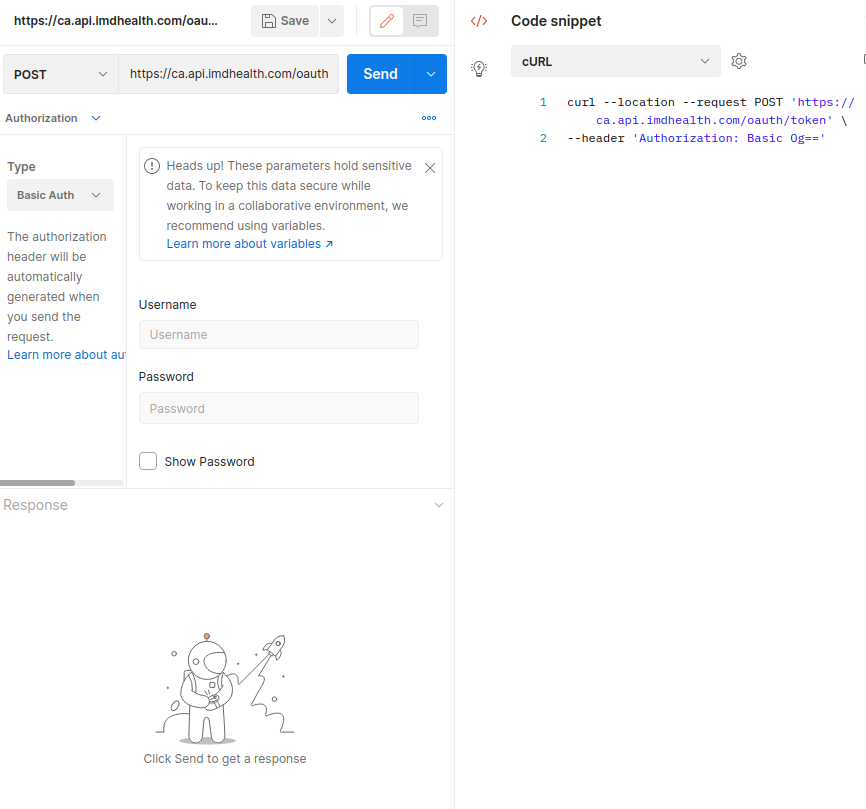 https://ca.api.imdhealth.com/oau...
Save
POST
https://ca.api.imdhealth.com/oauth
Send
Authorization
Type
Basic Auth
The authorization
header will be
automatically
generated when
you send the
request.
Learn more about au
Heads up! These parameters hold sensitive
data. To keep this data secure while
working in a collaborative environment, we
recommend using variables.
Learn more about variables ↗
Username
Username
Password
Password
Show Password
Response
Click Send to get a response
</> Code snippet
cURL
1 curl --location --request POST 'https://
ca.api.imdhealth.com/oauth/token' \
2 --header 'Authorization: Basic Og=='